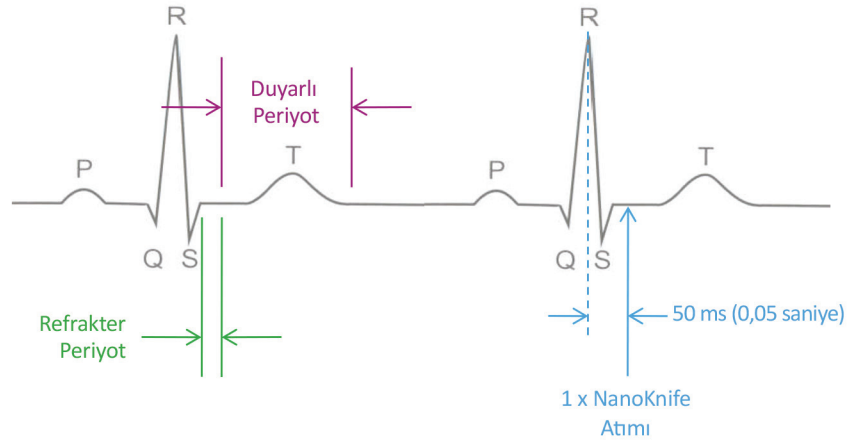 R
R
Duyarlı
Periyot
P
T
P
T
Q
S
Q
S
Refrakter
Periyot
50 ms (0,05 saniye)
1 x NanoKnife
Atımı